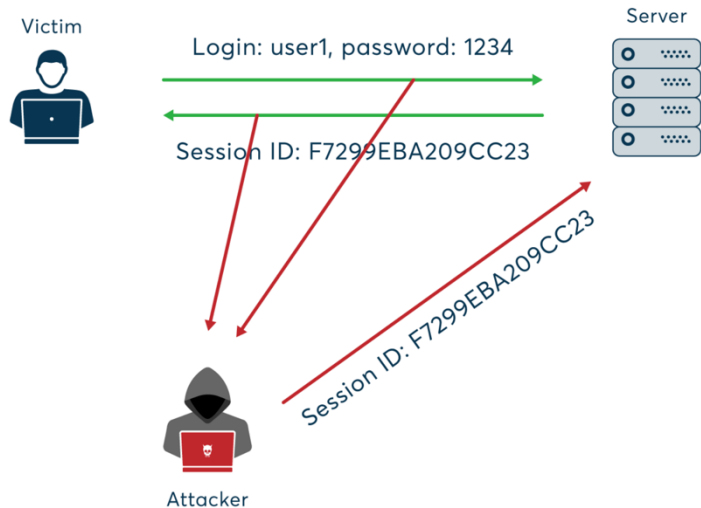 Victim
Server
Login: user1, password: 1234
Session ID: F7299EBA209CC23
Session ID: F7299EBA209CC23
Attacker